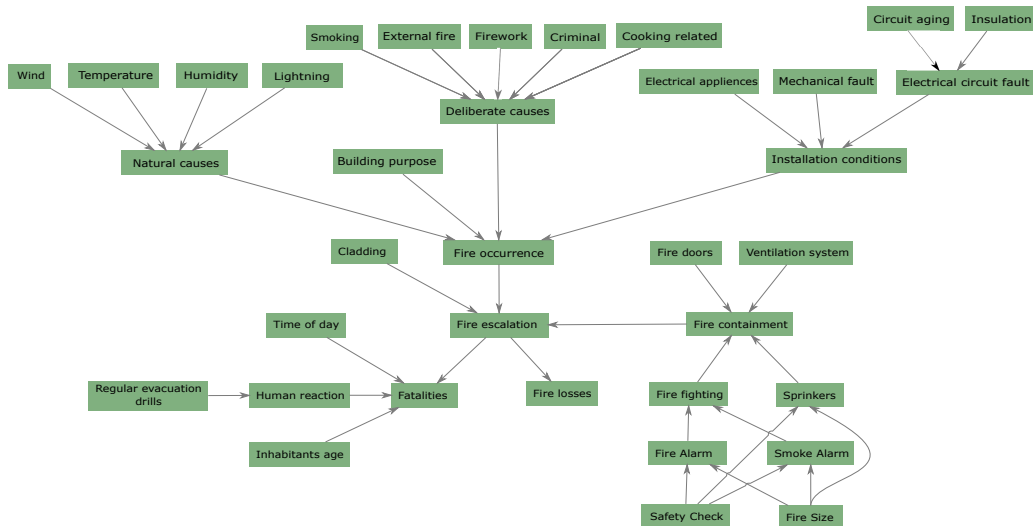 Circuit aging
Insulation
Smoking
External fire
Firework
Criminal
Cooking related
Wind
Temperature
Humidity
Lightning
Electrical appliences
Mechanical fault
Electrical circuit fault
Deliberate causes
Natural causes
Building purpose
Installation conditions
Cladding
Fire occurrence
Fire doors
Ventilation system
Time of day
Fire escalation
Fire containment
Regular evacuation
drills
Human reaction
Fatalities
Fire losses
Fire fighting
Sprinkers
Inhabitants age
Fire Alarm
Smoke Alarm
Safety Check
Fire Size